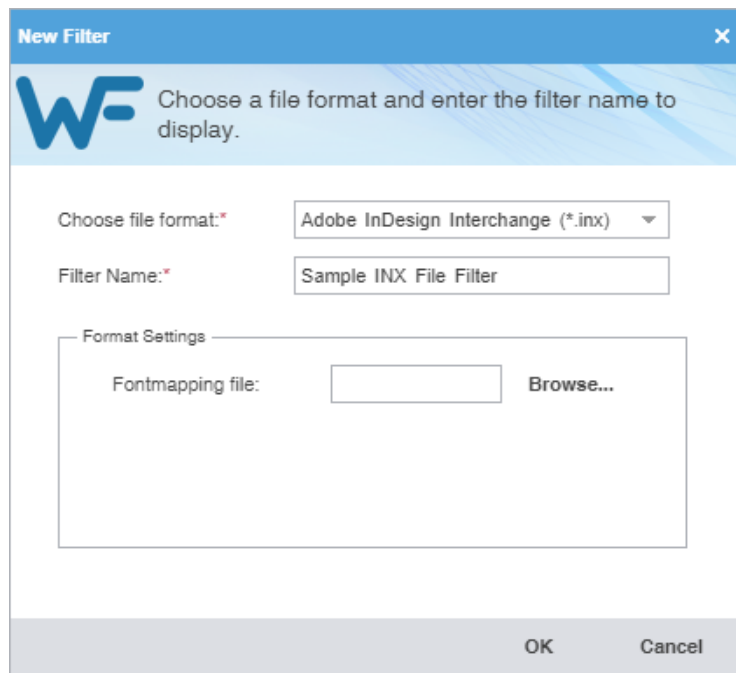 New Filter
WF Choose a file format and enter the filter name to
display.
Choose file format:* Adobe InDesign Interchange (*.inx)
Filter Name:* Sample INX File Filter
Format Settings
Fontmapping file: Browse...
OK Cancel